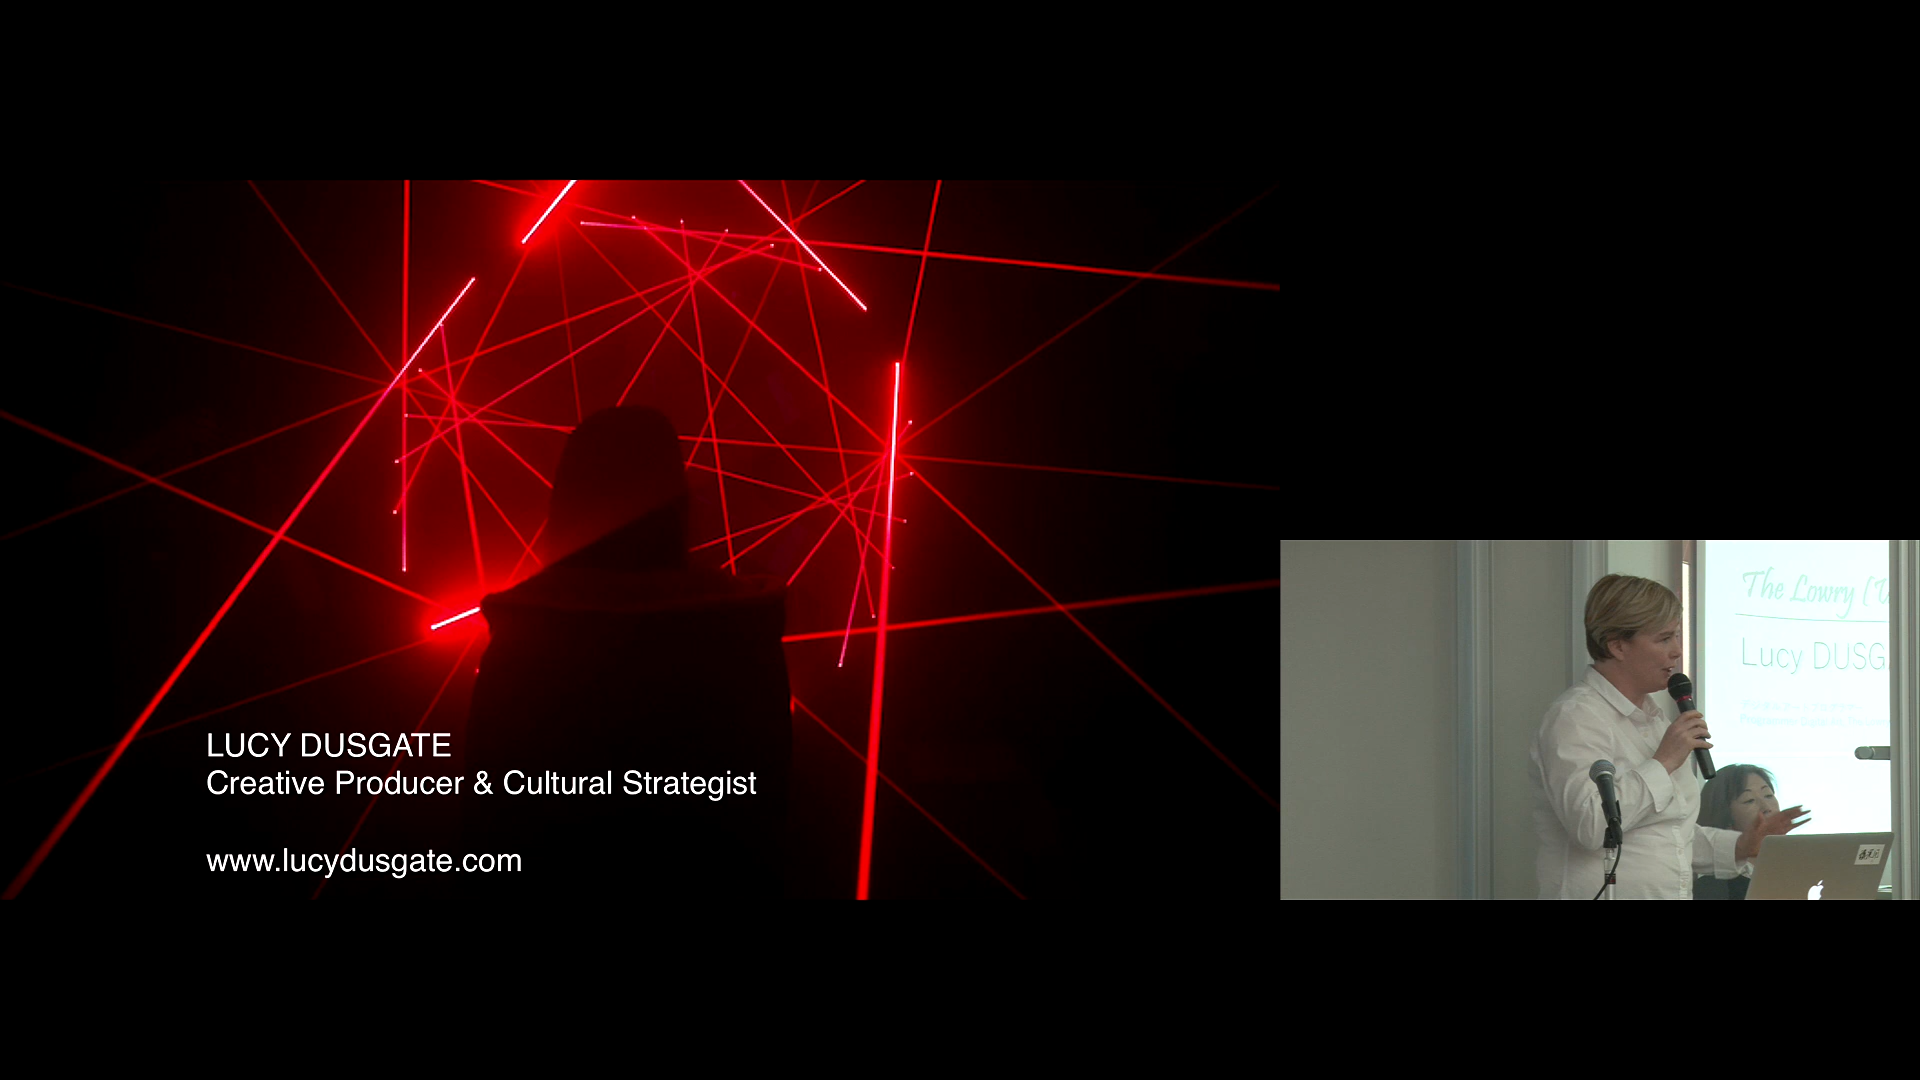 LUCY DUSGATE
Creative Producer & Cultural Strategist
www.lucydusgate.com
The Lowry (
Lucy DUSG